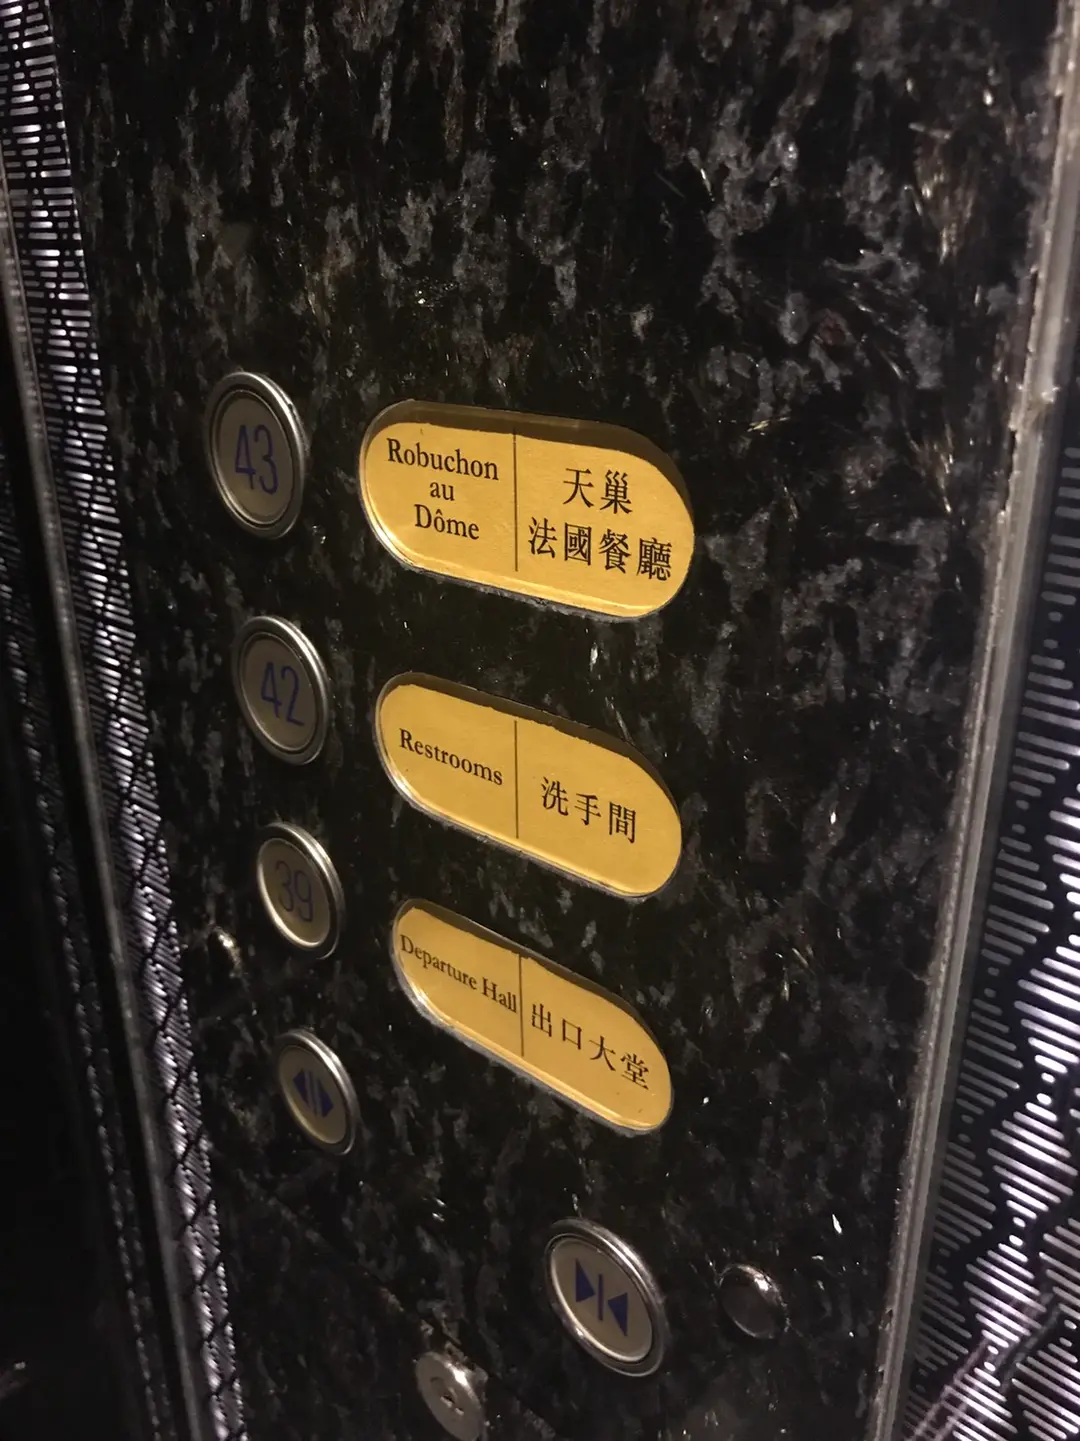 43
Robuchon
au
Dôme
天巢
法國餐廳
42
Restrooms
洗手間
39
Departure Hall
出口大堂